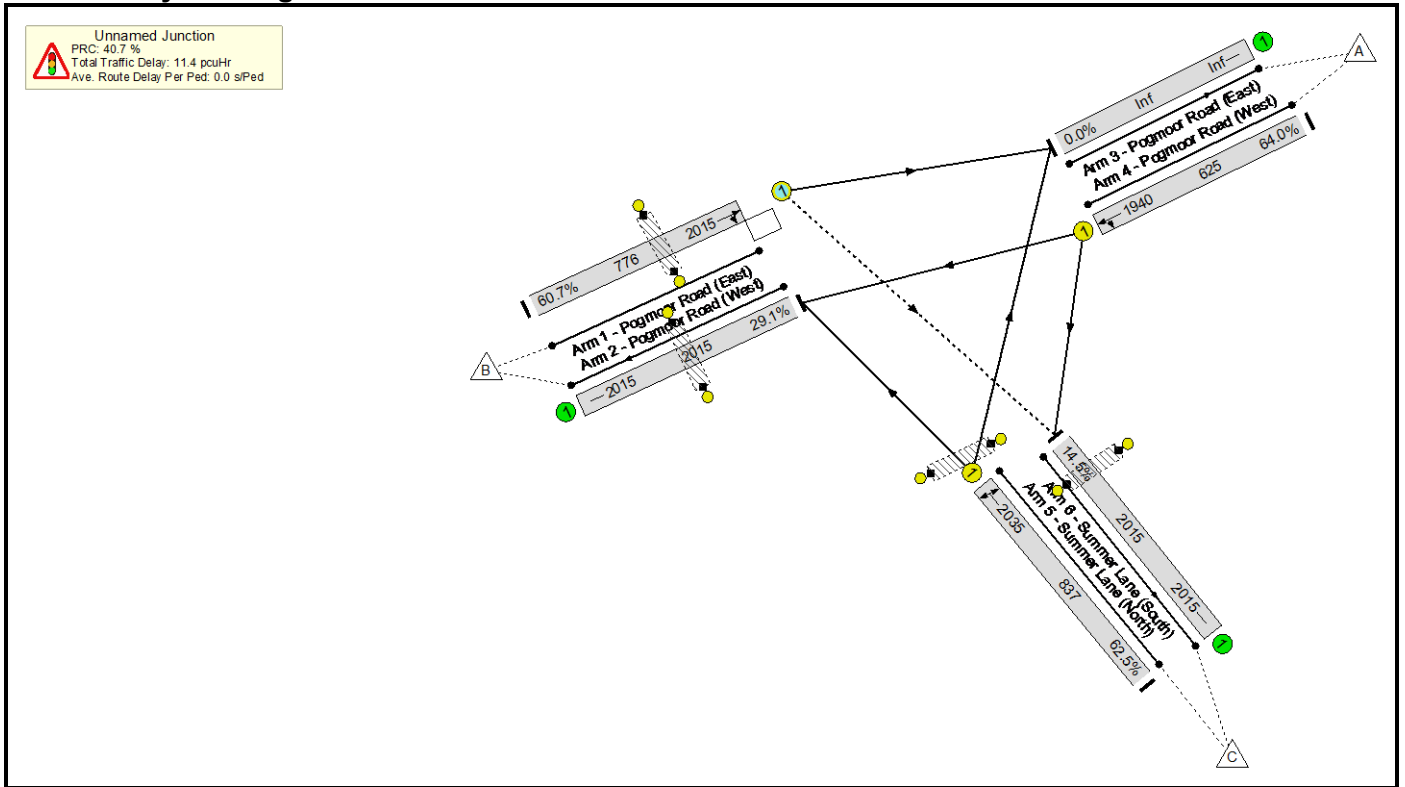 Unnamed Junction
PRC: 40.7 %
Total Traffic Delay: 11.4 pcuHr
Ave. Route Delay Per Ped: 0.0 s/Ped
A
1
Inf
Inf
0.0%
Arm 3 - Pogmoor Road (East)
Arm 4 - Pogmoor Road (West)
64.0%
625
1940
1
1
2015
776
60.7%
Arm 1 - Pogmoor Road (East)
Arm 2 - Pogmoor Road (West)
29.1%
2015
2015
1
B
1
14.5%
2015
2015
Arm 6 - Summer Lane (South)
Arm 5 - Summer Lane (North)
2035
837
62.5%
1
C